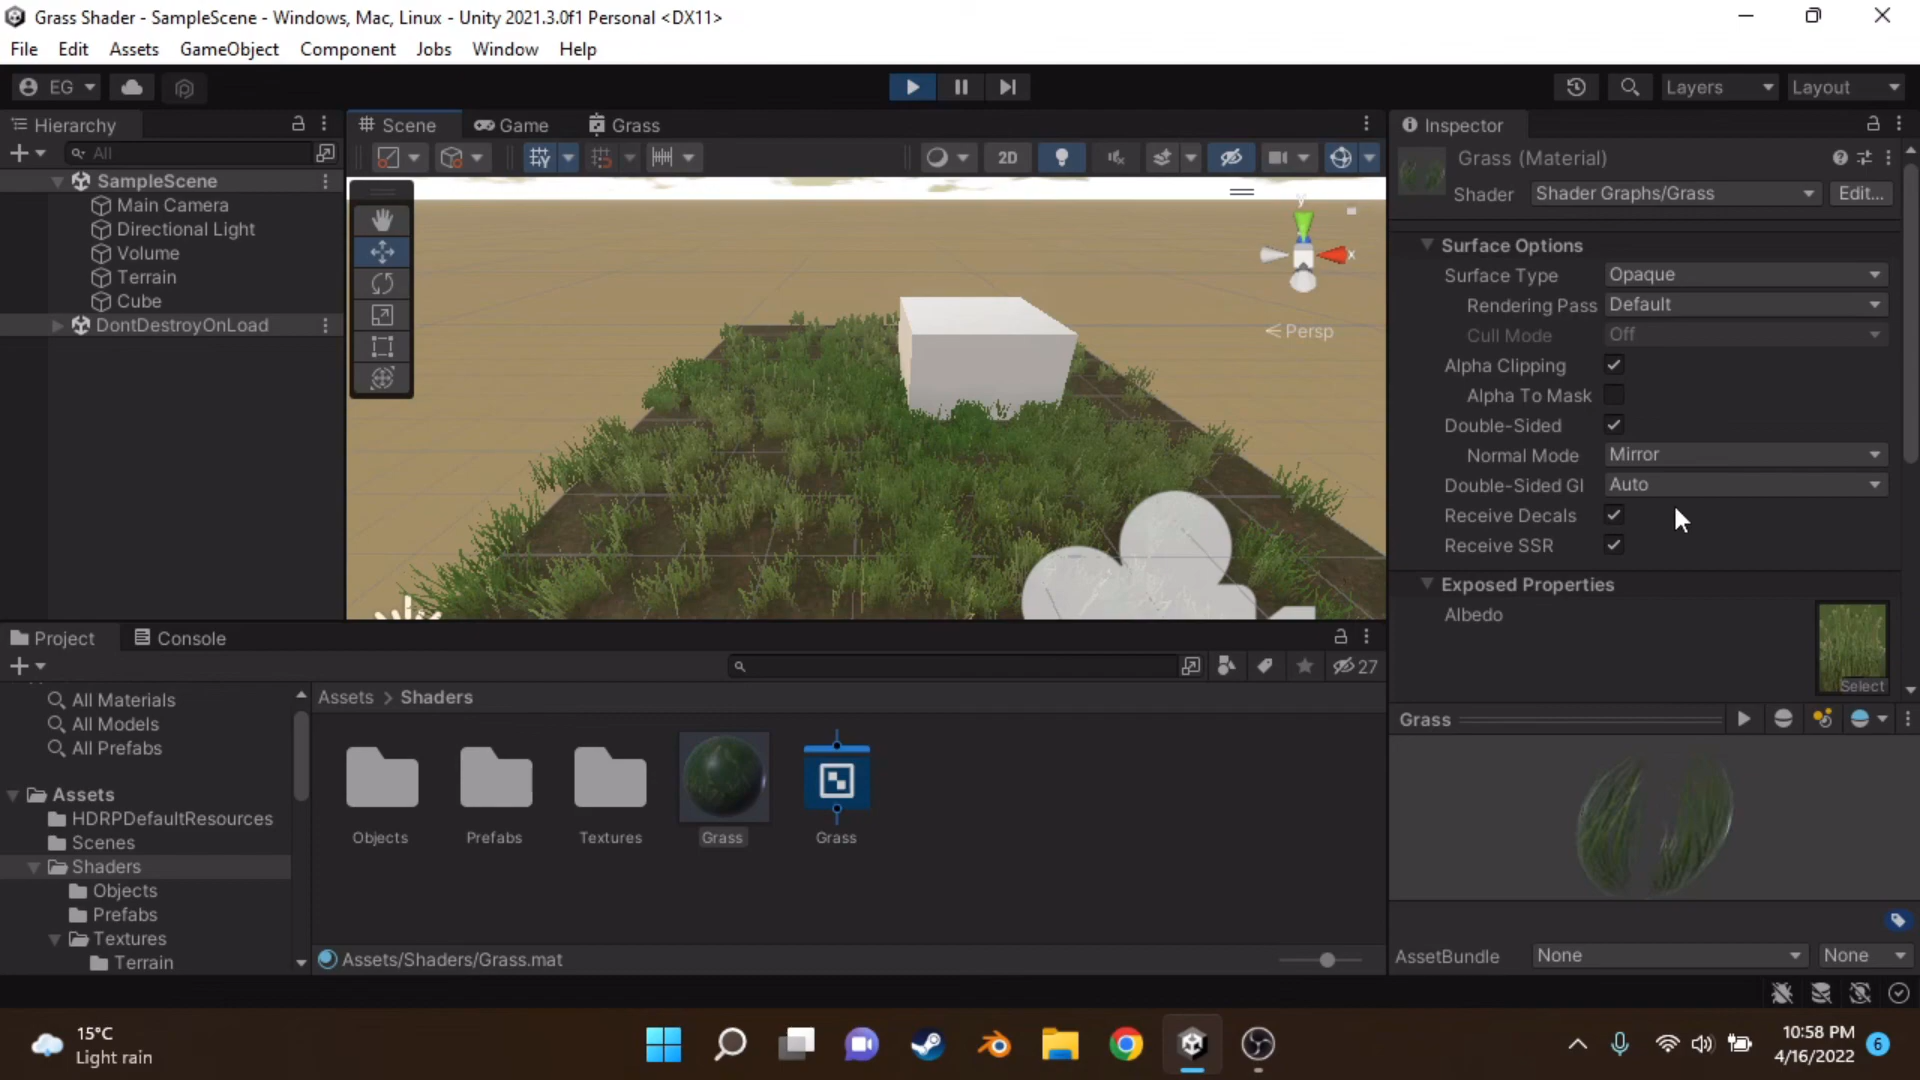 Grass Shader - SampleScene - Windows, Mac, Linux - Unity 2021.3.0f1 Personal <DX11>
File Edit Assets GameObject Component Jobs Window Help
EG
Layers
Layout
Hierarchy
All
SampleScene
Main Camera
Directional Light
Volume
Terrain
Cube
DontDestroyOnLoad
Scene
Game
Grass
2D
y
x
Persp
Inspector
Grass (Material)
Shader Shader Graphs/Grass Edit...
Surface Options
Surface Type Opaque
Rendering Pass Default
Cull Mode Off
Alpha Clipping
Alpha To Mask
Double-Sided
Normal Mode Mirror
Double-Sided GI Auto
Receive Decals
Receive SSR
Exposed Properties
Albedo
Select
Grass
AssetBundle None None
Project
Console
27
All Materials
All Models
All Prefabs
Assets
HDRPDefaultResources
Scenes
Shaders
Objects
Prefabs
Textures
Terrain
Assets > Shaders
Objects
Prefabs
Textures
Grass
Grass
Assets/Shaders/Grass.mat
15°C
Light rain
10:58 PM
4/16/2022
6